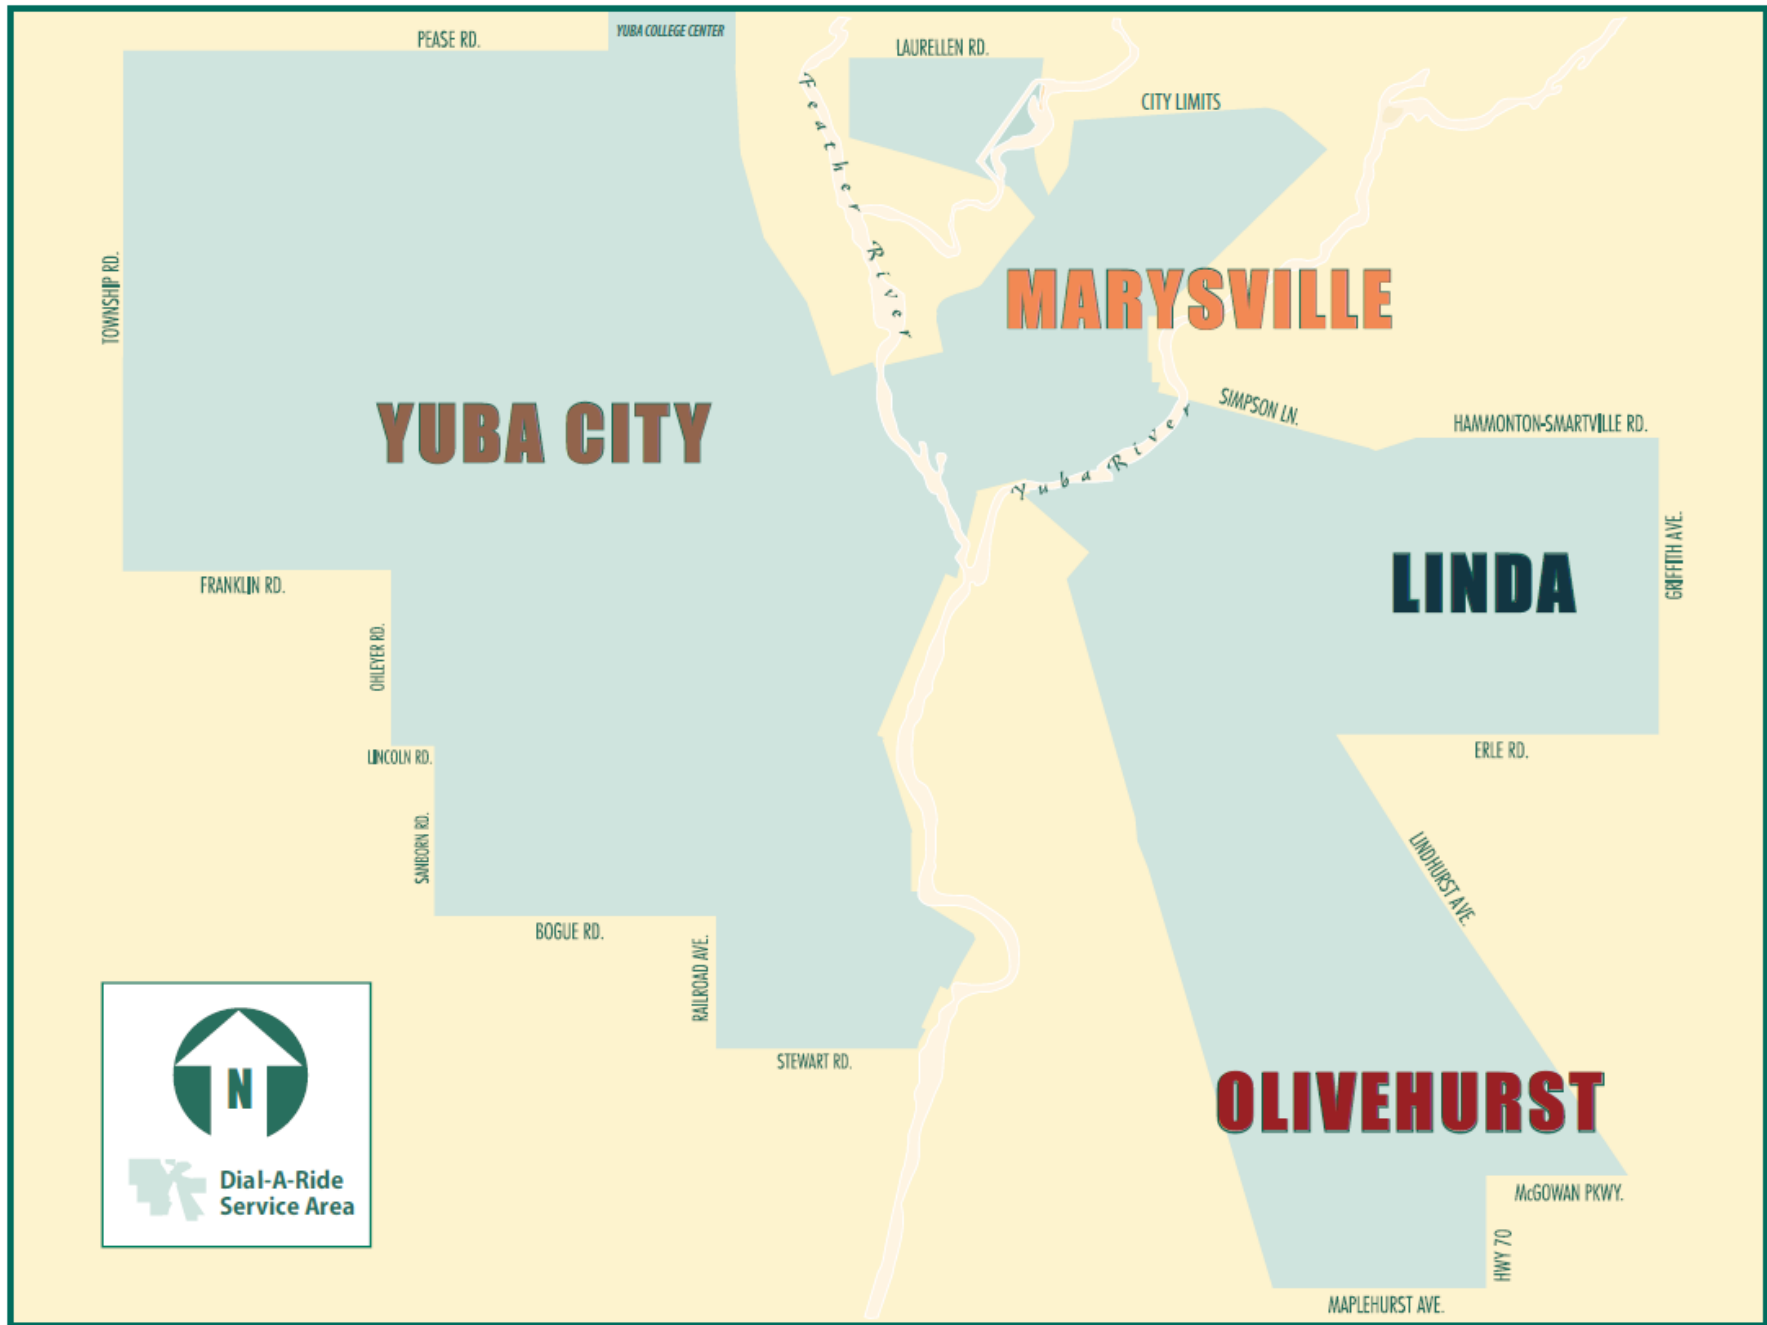 YUBA COLLEGE CENTER
PEASE RD.
LAURELLEN RD.
CITY LIMITS
Feather River
TOWNSHIP RD.
MARYSVILLE
YUBA CITY
SIMPSON LN.
HAMMONTON-SMARTVILLE RD.
Yuba River
GRIFFITH AVE.
LINDA
FRANKLIN RD.
OHLEYER RD.
LINCOLN RD.
ERLE RD.
SANBORN RD.
LINDHURST AVE.
BOGUE RD.
RAILROAD AVE.
STEWART RD.
OLIVEHURST
N
Dial-A-Ride
Service Area
McGOWAN PKWY.
HWY 70
MAPLEHURST AVE.